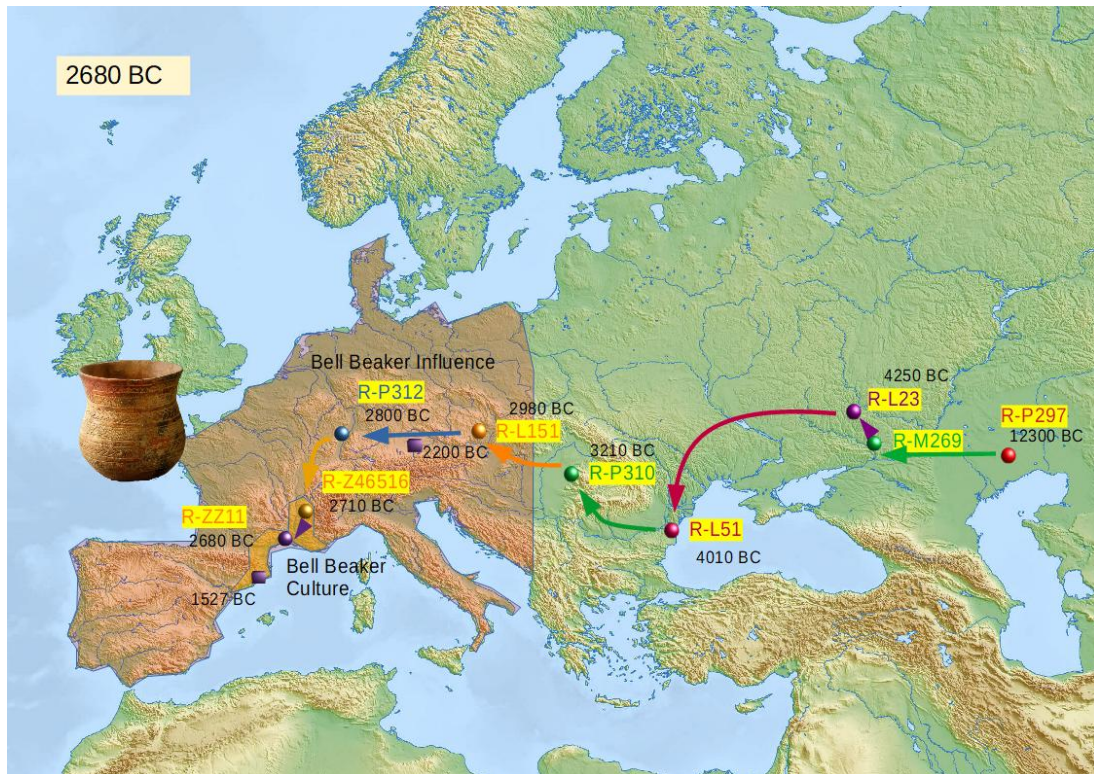 2680 BC
Bell Beaker Influence
R-P312
2800 BC
2980 BC
R-L151
2200 BC
3210 BC
R-P310
4250 BC
R-L23
R-M269
R-P297
12300 BC
R-Z46516
2710 BC
R-ZZ11
2680 BC
R-L51
4010 BC
Bell Beaker
Culture
1527 BC